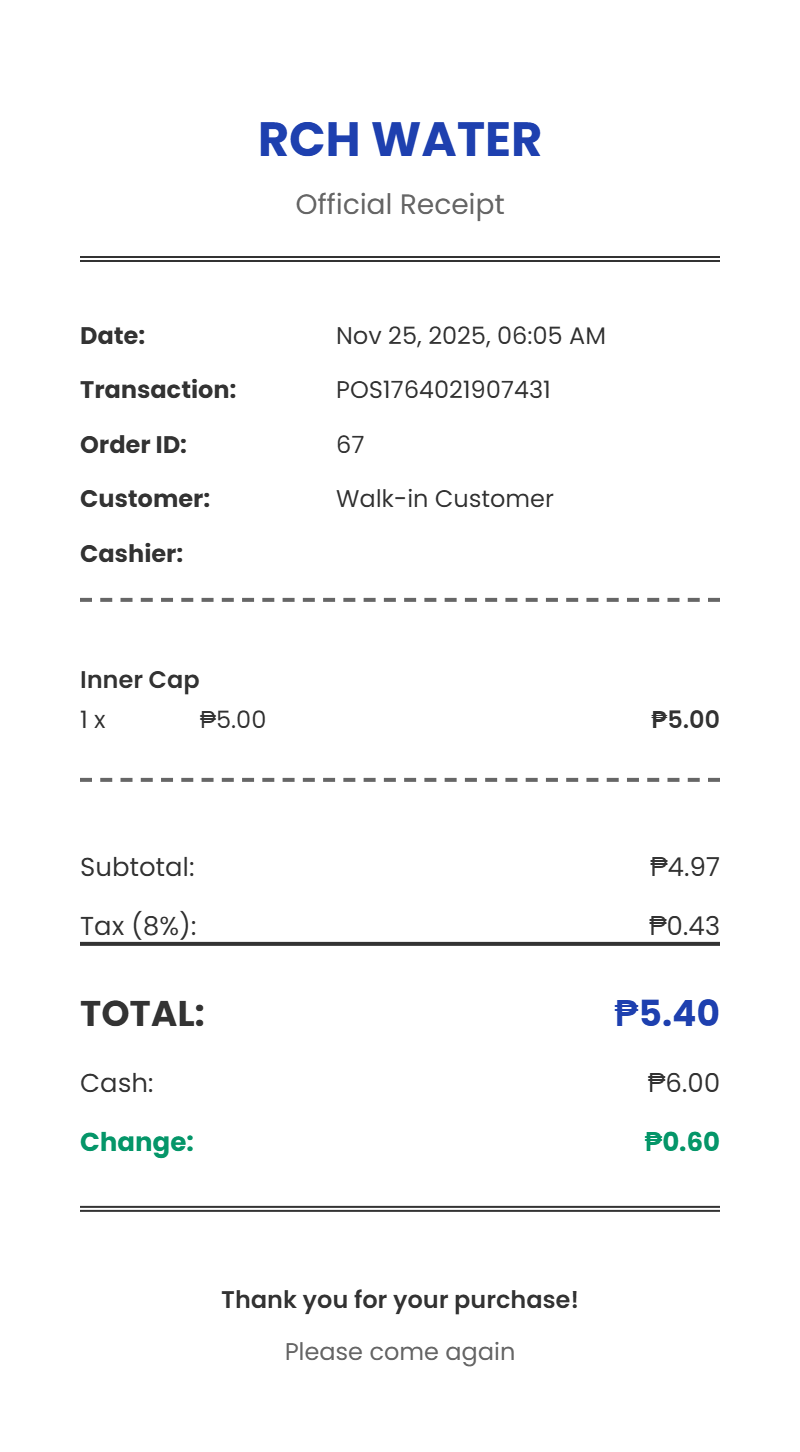 RCH WATER
Official Receipt
Date: Nov 25, 2025, 06:05 AM
Transaction: POS1764021907431
Order ID: 67
Customer: Walk-in Customer
Cashier:
Inner Cap
1 x ₱5.00 ₱5.00
Subtotal: ₱4.97
Tax (8%): ₱0.43
TOTAL: ₱5.40
Cash: ₱6.00
Change: ₱0.60
Thank you for your purchase!
Please come again